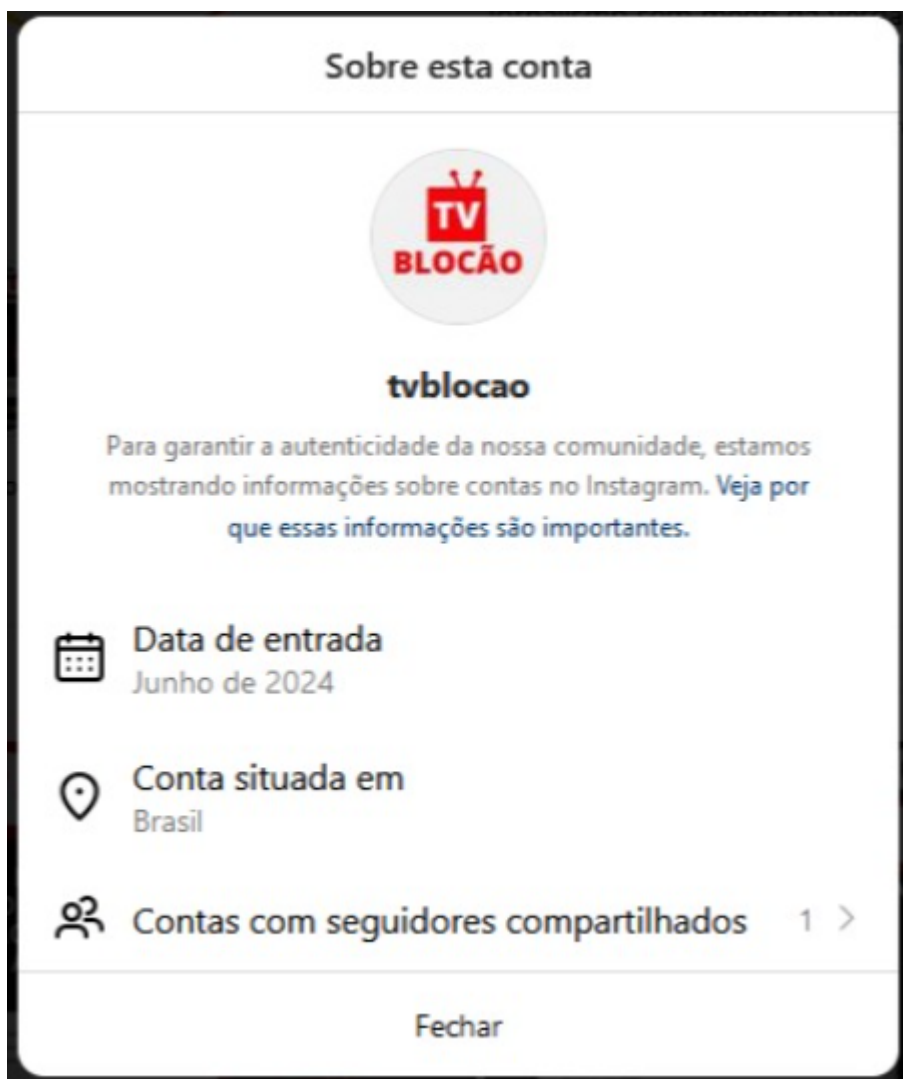 Sobre esta conta
TV
BLOCÃO
tvblocao
Para garantir a autenticidade da nossa comunidade, estamos
mostrando informações sobre contas no Instagram. Veja por
que essas informações são importantes.
Data de entrada
Junho de 2024
Conta situada em
Brasil
Contas com seguidores compartilhados 1
Fechar